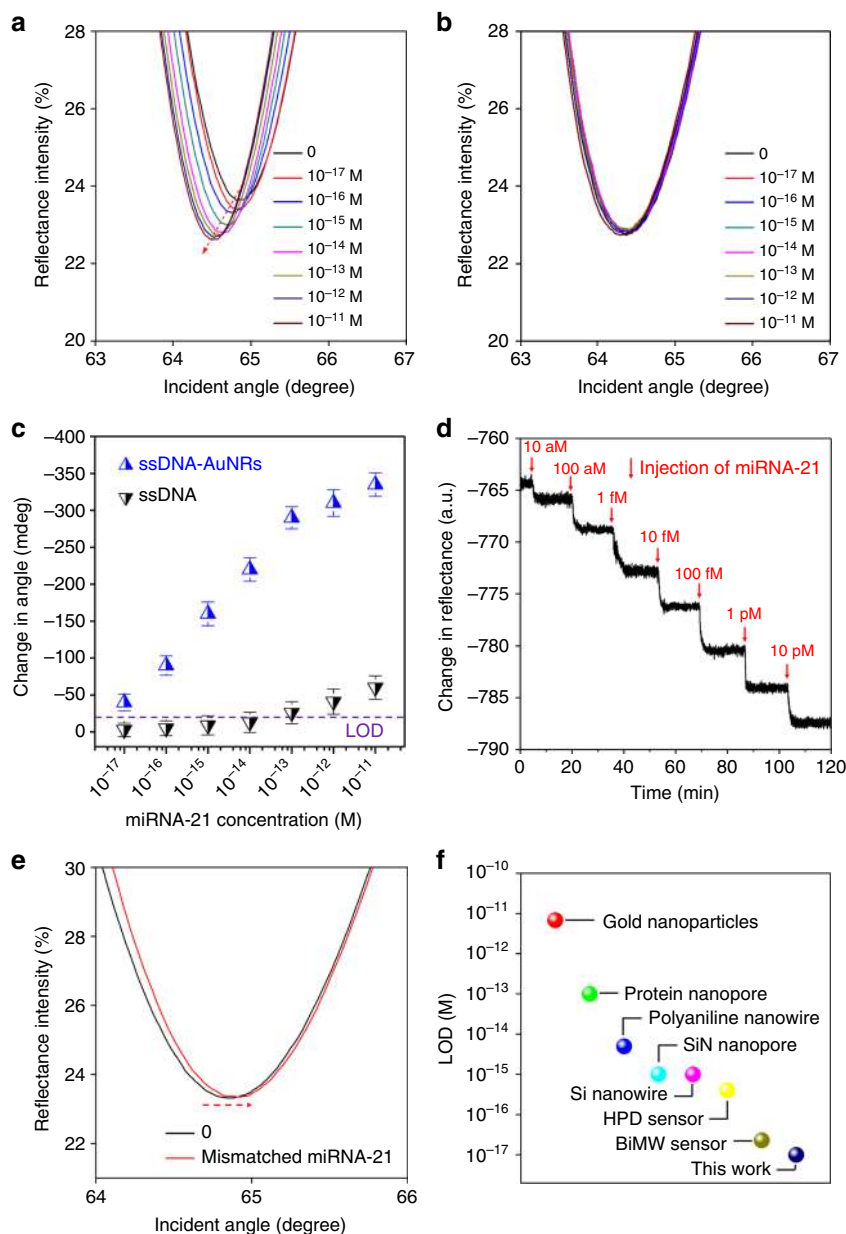 a
28
26
24
22
20
Reflectance intensity (%)
0
10⁻¹⁷ M
10⁻¹⁶ M
10⁻¹⁵ M
10⁻¹⁴ M
10⁻¹³ M
10⁻¹² M
10⁻¹¹ M
63 64 65 66 67
Incident angle (degree)
b
28
26
24
22
20
Reflectance intensity (%)
0
10⁻¹⁷ M
10⁻¹⁶ M
10⁻¹⁵ M
10⁻¹⁴ M
10⁻¹³ M
10⁻¹² M
10⁻¹¹ M
63 64 65 66 67
Incident angle (degree)
c
−400
−350
−300
−250
−200
−150
−100
−50
0
Change in angle (mdeg)
ssDNA-AuNRs
ssDNA
LOD
10⁻¹⁷ 10⁻¹⁶ 10⁻¹⁵ 10⁻¹⁴ 10⁻¹³ 10⁻¹² 10⁻¹¹
miRNA-21 concentration (M)
d
−760
−765
−770
−775
−780
−785
−790
Change in reflectance (a.u.)
10 aM
100 aM
Injection of miRNA-21
1 fM
10 fM
100 fM
1 pM
10 pM
0 20 40 60 80 100 120
Time (min)
e
30
28
26
24
22
Reflectance intensity (%)
0
Mismatched miRNA-21
64 65 66
Incident angle (degree)
f
10⁻¹⁰
10⁻¹¹
10⁻¹²
10⁻¹³
10⁻¹⁴
10⁻¹⁵
10⁻¹⁶
10⁻¹⁷
LOD (M)
Gold nanoparticles
Protein nanopore
Polyaniline nanowire
SiN nanopore
Si nanowire
HPD sensor
BiMW sensor
This work